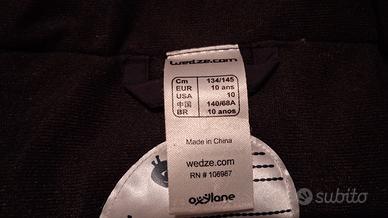 wedze.com
Cm 134/145
EUR 10 ans
USA 10
中国 140/68A
BR 10 anos
Made in China
wedze.com
RN # 106987
oxylane
subito